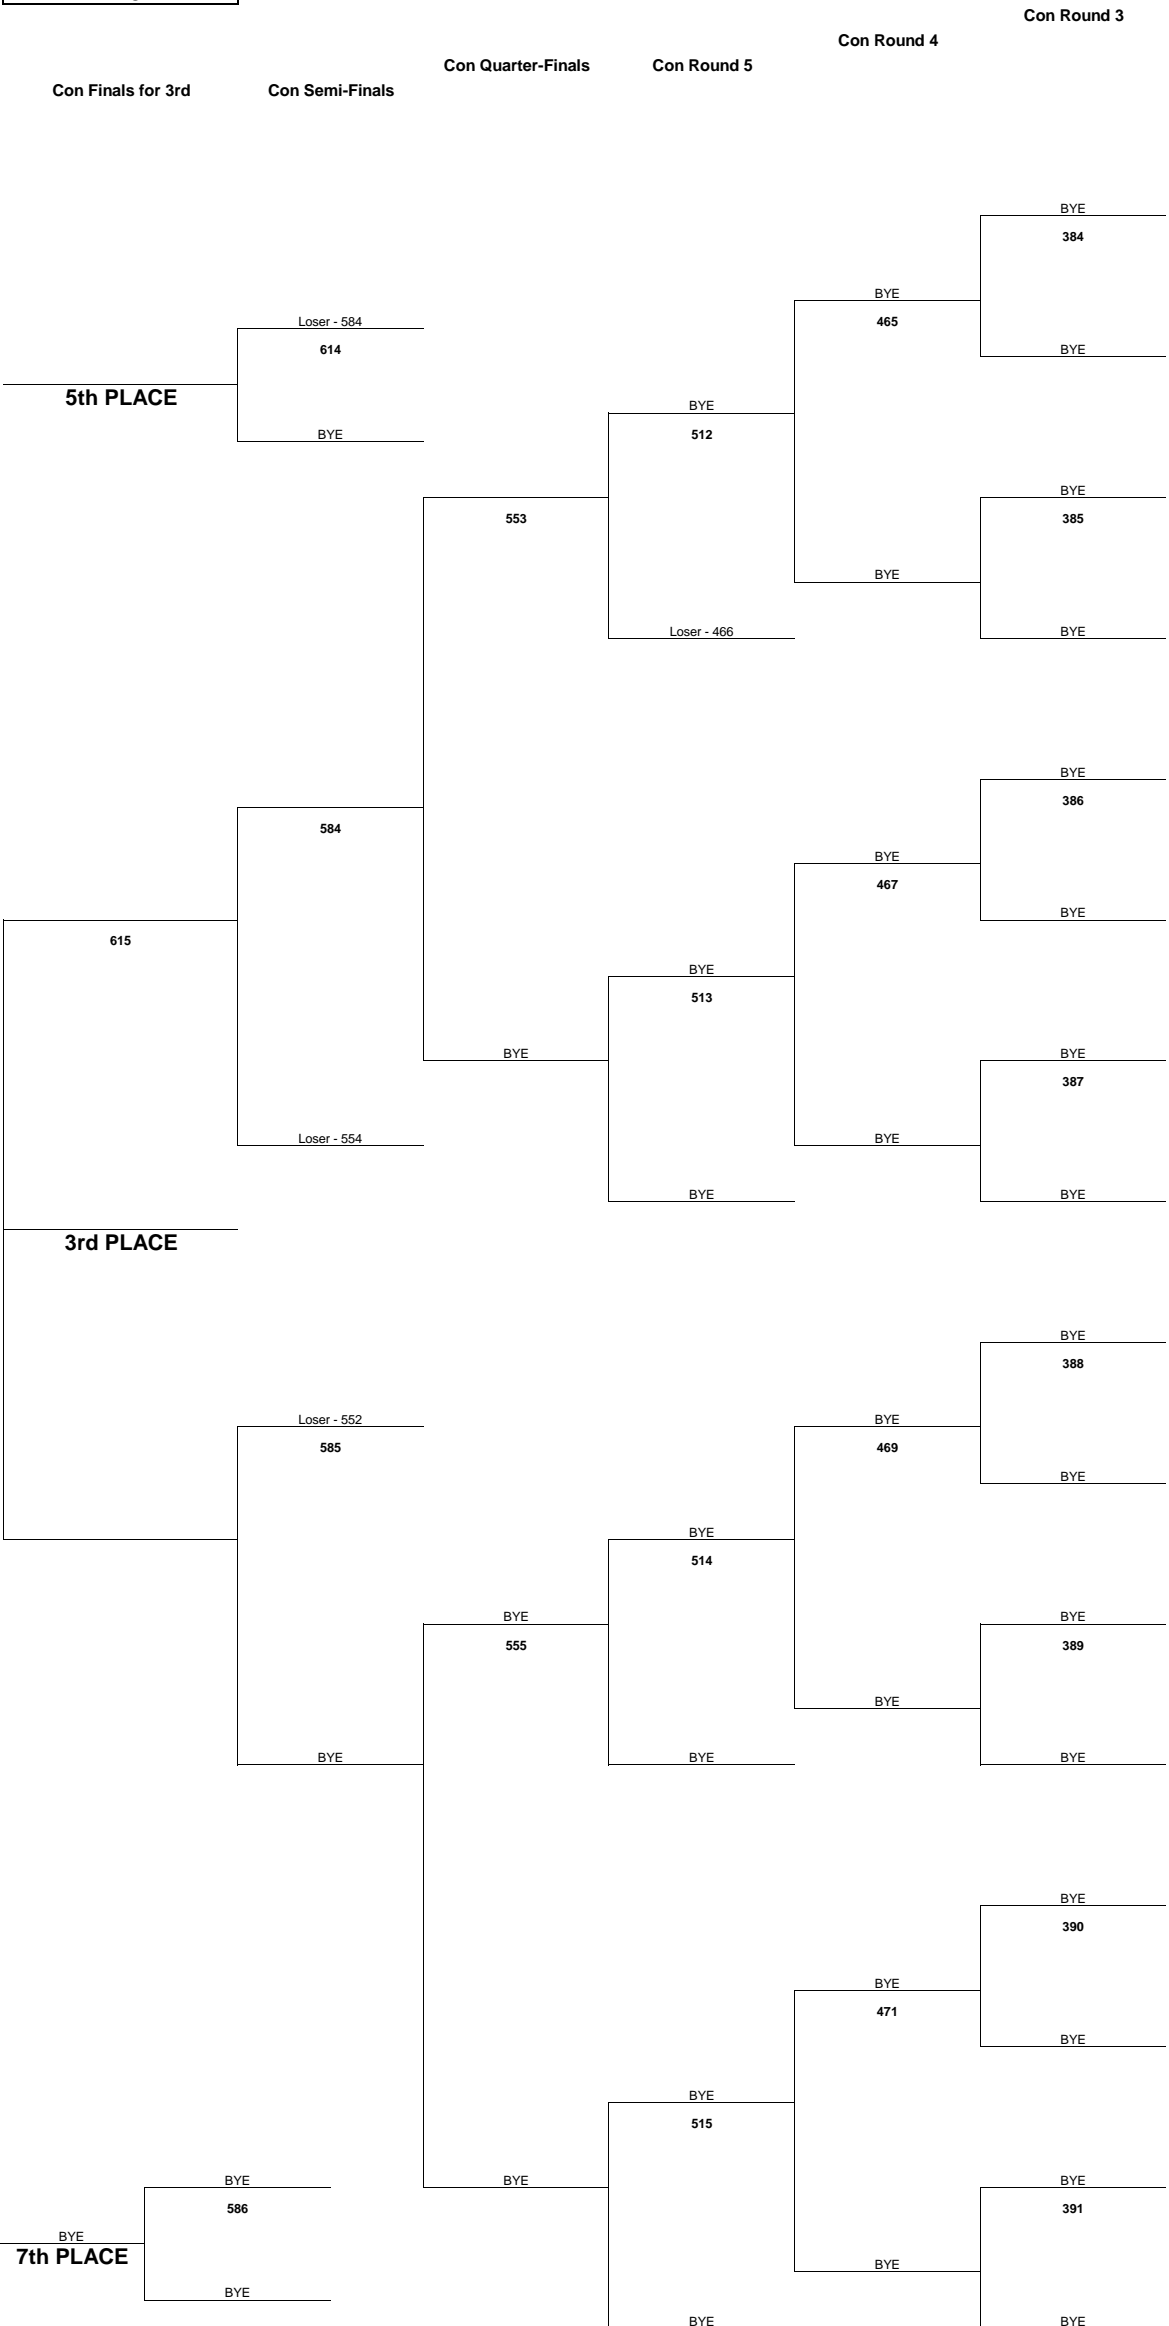 Con Round 3
Con Round 4
Con Quarter-Finals Con Round 5
Con Finals for 3rd Con Semi-Finals
BYE
384
BYE
465
Loser - 584
614
BYE
5th PLACE
BYE
512
BYE
BYE
385
553
BYE
Loser - 466
BYE
BYE
386
584
BYE
467
BYE
615
BYE
513
BYE
BYE
387
Loser - 554
BYE
BYE
BYE
3rd PLACE
BYE
388
Loser - 552
BYE
585
469
BYE
BYE
514
BYE
BYE
555
389
BYE
BYE
BYE
BYE
BYE
390
BYE
471
BYE
BYE
515
BYE
BYE
BYE
586
391
BYE
7th PLACE
BYE
BYE
BYE
BYE